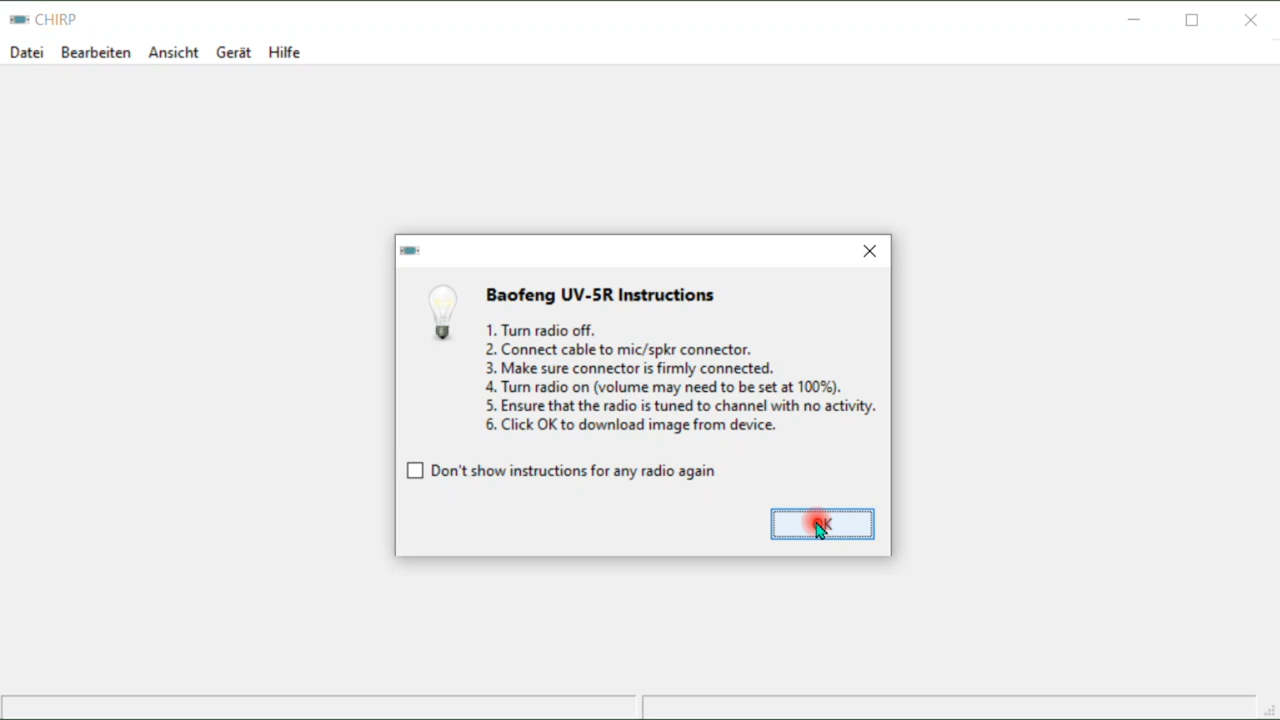 CHIRP
Datei Bearbeiten Ansicht Gerät Hilfe
Baofeng UV-5R Instructions
1. Turn radio off.
2. Connect cable to mic/spkr connector.
3. Make sure connector is firmly connected.
4. Turn radio on (volume may need to be set at 100%).
5. Ensure that the radio is tuned to channel with no activity.
6. Click OK to download image from device.
Don't show instructions for any radio again
OK